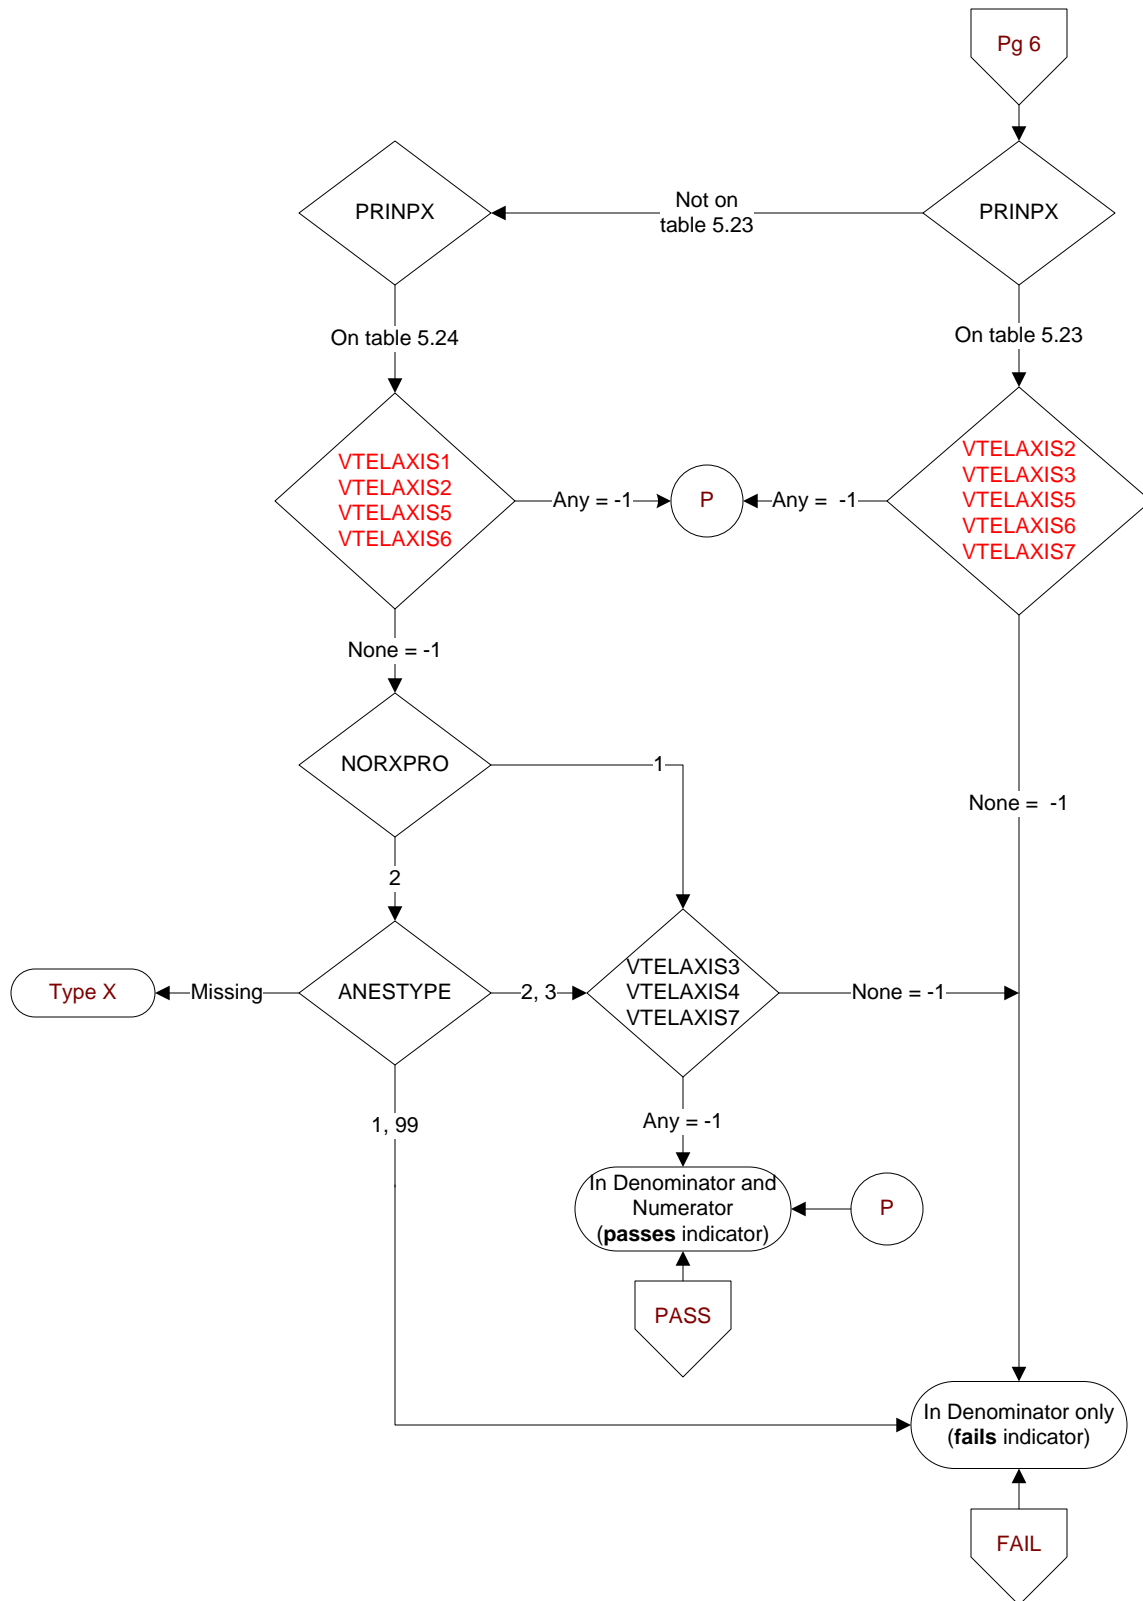 Pg 6
PRINPX
Not on
table 5.23
PRINPX
On table 5.24
On table 5.23
VTELAXIS1
VTELAXIS2
VTELAXIS5
VTELAXIS6
Any = -1
P
Any = -1
VTELAXIS2
VTELAXIS3
VTELAXIS5
VTELAXIS6
VTELAXIS7
None = -1
NORXPRO
1
None = -1
2
Type X
Missing
ANESTYPE
2, 3
VTELAXIS3
VTELAXIS4
VTELAXIS7
None = -1
1, 99
Any = -1
In Denominator and
Numerator
(passes indicator)
P
PASS
In Denominator only
(fails indicator)
FAIL